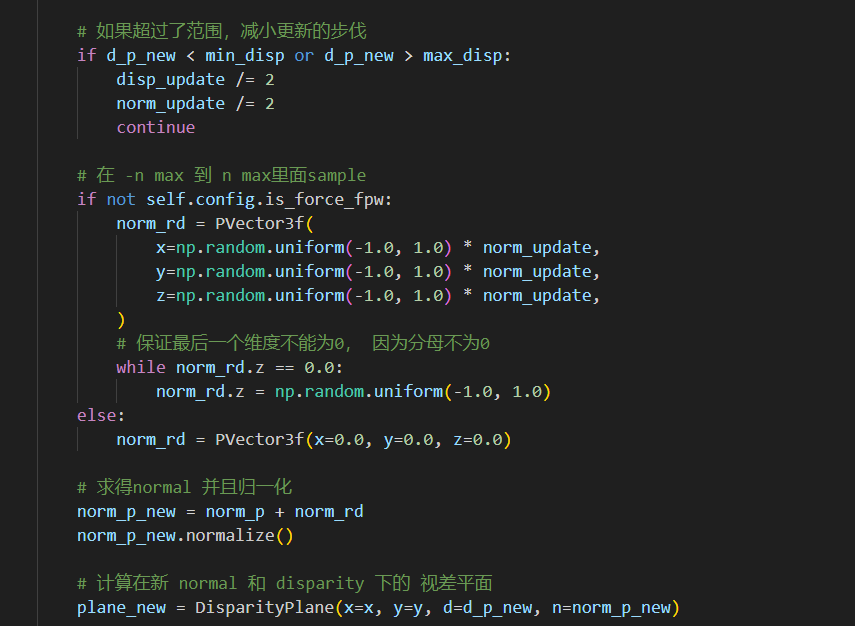 # 如果超过了范围，减小更新的步伐
if d_p_new < min_disp or d_p_new > max_disp:
    disp_update /= 2
    norm_update /= 2
    continue

# 在 -n max 到 n max里面sample
if not self.config.is_force_fpw:
    norm_rd = PVector3f(
        x=np.random.uniform(-1.0, 1.0) * norm_update,
        y=np.random.uniform(-1.0, 1.0) * norm_update,
        z=np.random.uniform(-1.0, 1.0) * norm_update,
    )
    # 保证最后一个维度不能为0， 因为分母不为0
    while norm_rd.z == 0.0:
        norm_rd.z = np.random.uniform(-1.0, 1.0)
else:
    norm_rd = PVector3f(x=0.0, y=0.0, z=0.0)

# 求得normal 并且归一化
norm_p_new = norm_p + norm_rd
norm_p_new.normalize()

# 计算在新 normal 和 disparity 下的 视差平面
plane_new = DisparityPlane(x=x, y=y, d=d_p_new, n=norm_p_new)